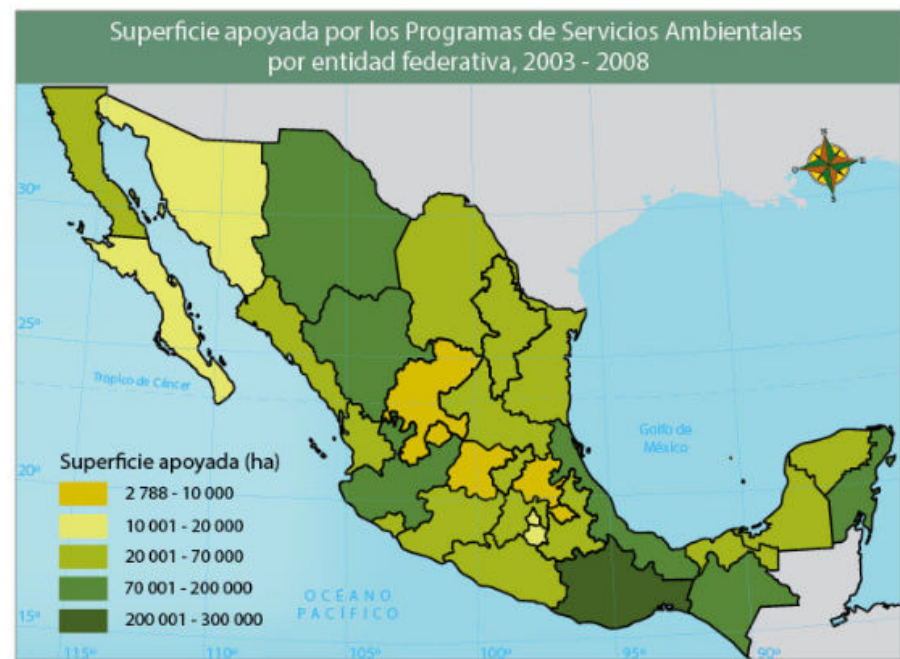 Superficie apoyada por los Programas de Servicios Ambientales
por entidad federativa, 2003 - 2008
N
O
E
S
30º
25º
Trópico de Cáncer
Golfo de
México
20º
Superficie apoyada (ha)
2 788 - 10 000
10 001 - 20 000
20 001 - 70 000
70 001 - 200 000
200 001 - 300 000
OCEANO
PACÍFICO
15º
115º
110º
105º
100º
95º
90º